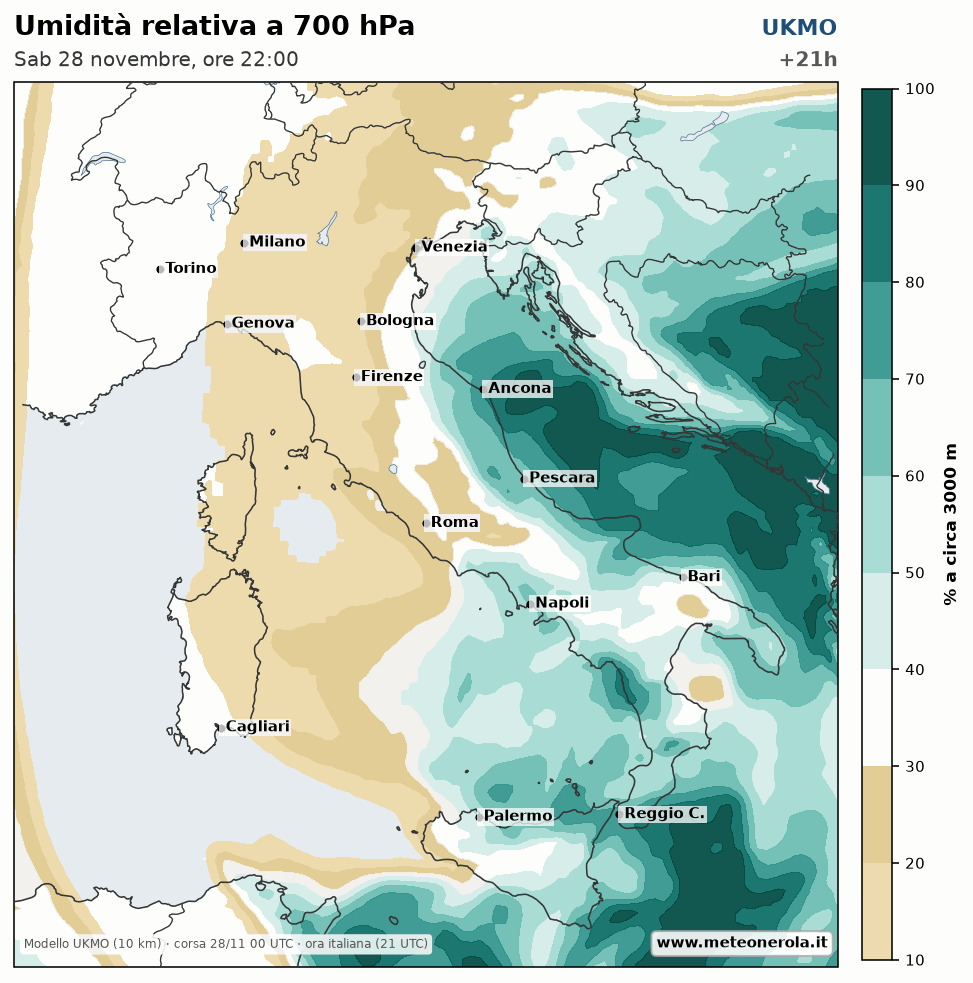 Umidità relativa a 700 hPa
UKMO
Sab 28 novembre, ore 22:00
+21h
100
90
80
70
60
50
40
30
20
10
% a circa 3000 m
Milano
Venezia
Torino
Genova
Bologna
Firenze
Ancona
Pescara
Roma
Bari
Napoli
Cagliari
Palermo
Reggio C.
Modello UKMO (10 km) · corsa 28/11 00 UTC · ora italiana (21 UTC)
www.meteonerola.it